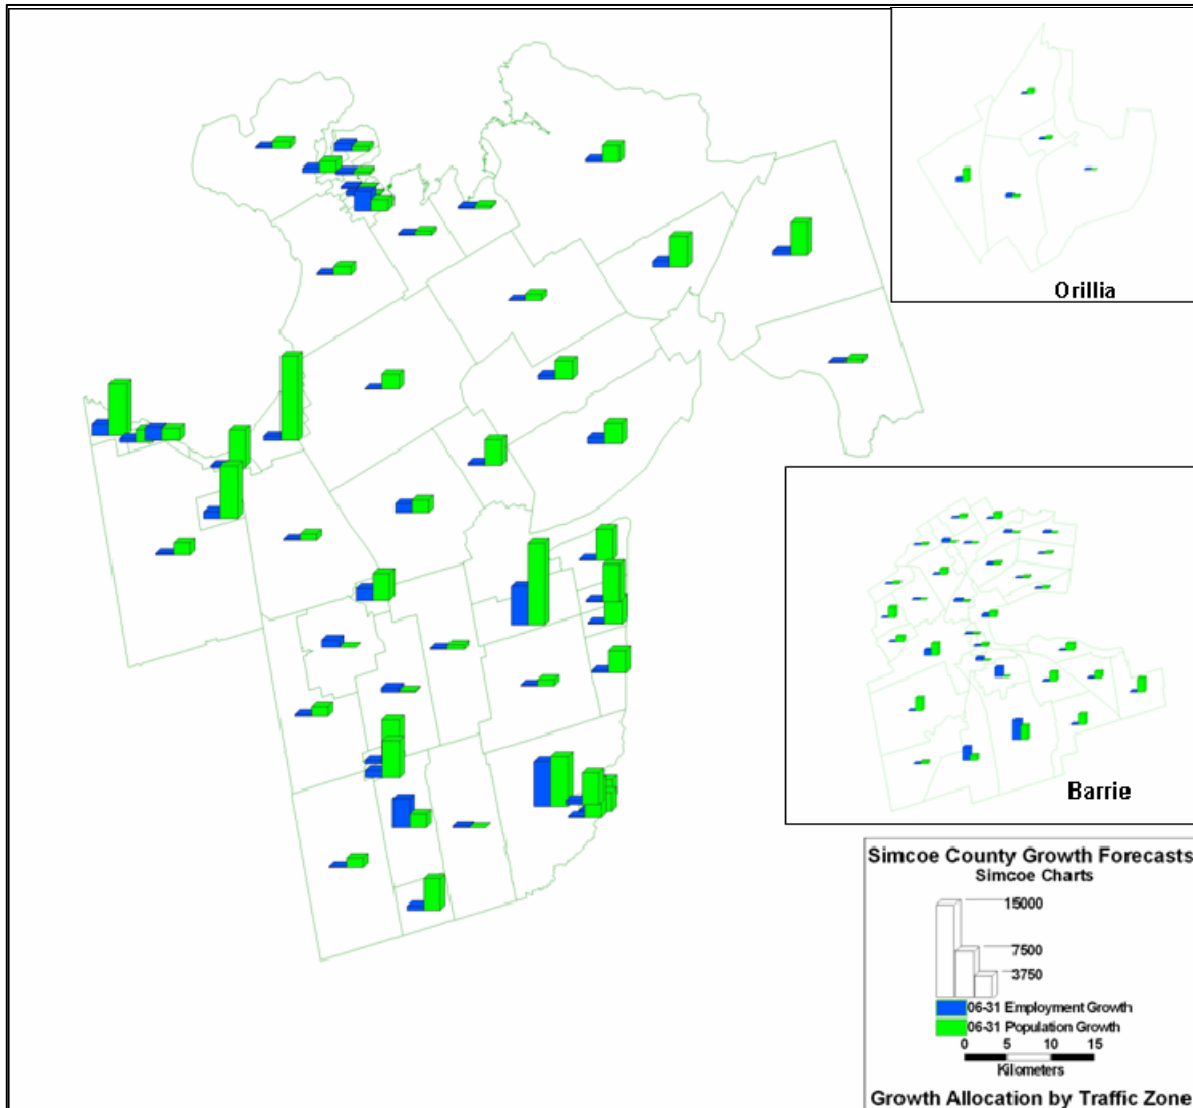 Orillia
Barrie
Simcoe County Growth Forecasts
Simcoe Charts
15000
7500
3750
06-31 Employment Growth
06-31 Population Growth
0 5 10 15
Kilometers
Growth Allocation by Traffic Zone